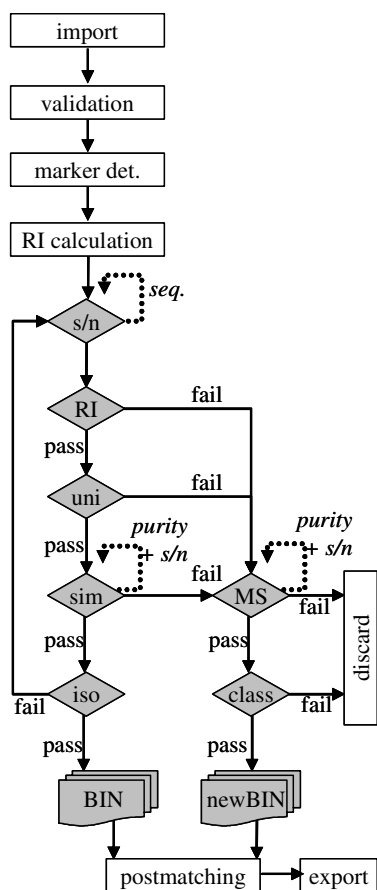 import
validation
marker det.
RI calculation
seq.
s/n
fail
RI
pass
fail
uni
pass
purity
+ s/n
purity
+ s/n
fail
sim
MS
fail
pass
pass
discard
iso
class
fail
fail
pass
pass
BIN
newBIN
postmatching
export